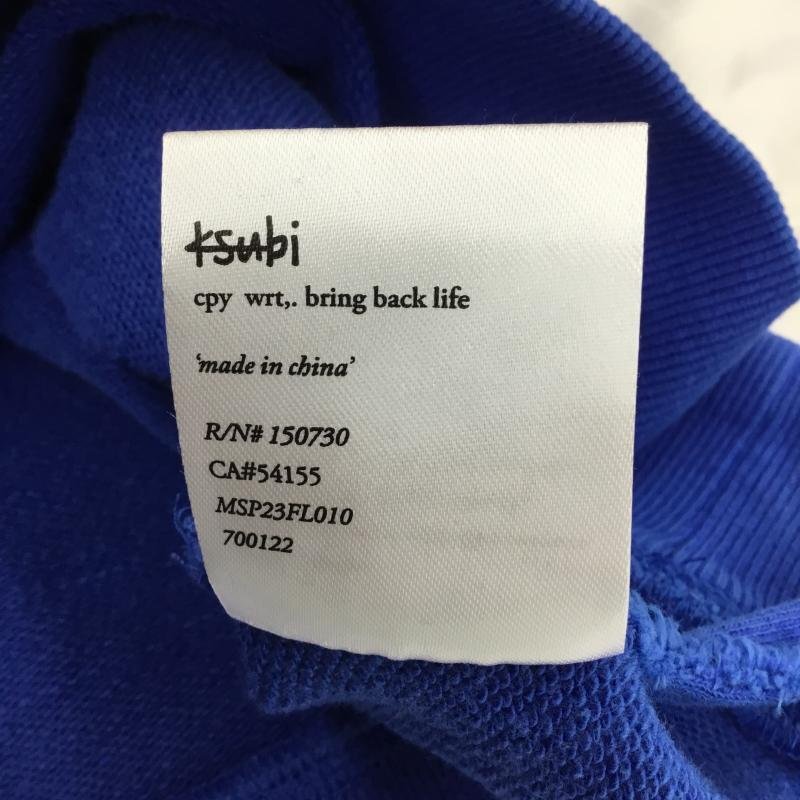 ksubi
cpy wrt,. bring back life
‘made in china’
R/N# 150730
CA#54155
MSP23FL010
700122